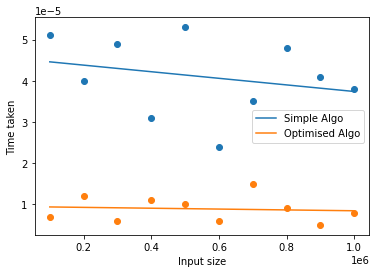 1e−5
5
4
3
2
1
Time taken
Simple Algo
Optimised Algo
0.2 0.4 0.6 0.8 1.0
1e6
Input size